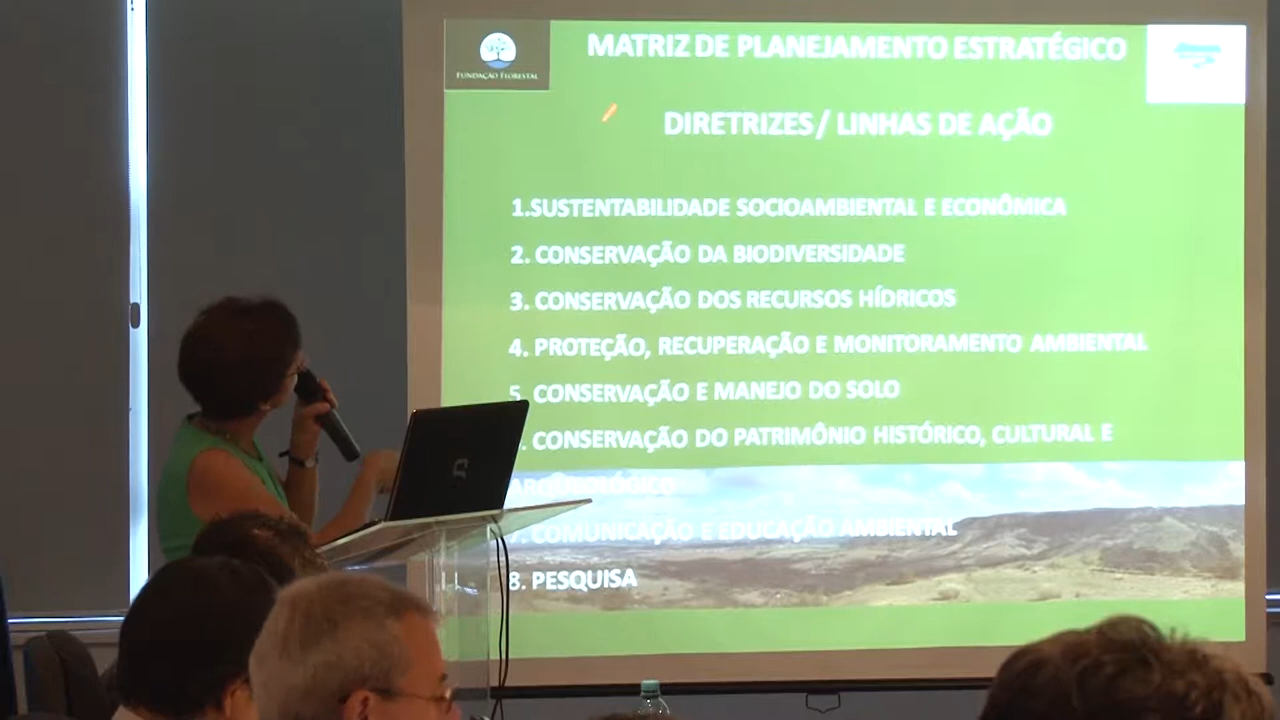 FUNDAÇÃO FLORESTAL
MATRIZ DE PLANEJAMENTO ESTRATÉGICO
DIRETRIZES / LINHAS DE AÇÃO
1.SUSTENTABILIDADE SOCIOAMBIENTAL E ECONÔMICA
2. CONSERVAÇÃO DA BIODIVERSIDADE
3. CONSERVAÇÃO DOS RECURSOS HÍDRICOS
4. PROTEÇÃO, RECUPERAÇÃO E MONITORAMENTO AMBIENTAL
5. CONSERVAÇÃO E MANEJO DO SOLO
. CONSERVAÇÃO DO PATRIMÔNIO HISTÓRICO, CULTURAL E
ARQUEOLÓGICO
7. COMUNICAÇÃO E EDUCAÇÃO AMBIENTAL
8. PESQUISA